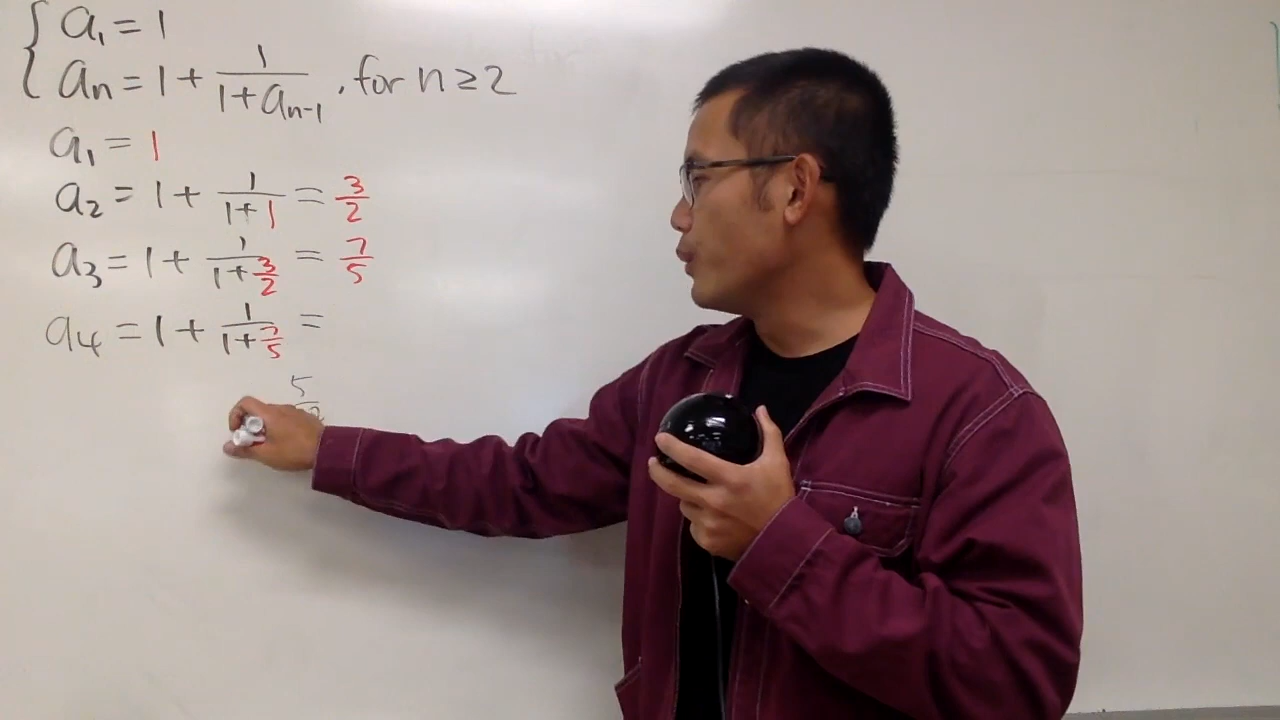 { a₁ = 1
aₙ = 1 + 1/(1+aₙ₋₁), for n ≥ 2
a₁ = 1
a₂ = 1 + 1/(1+1) = 3/2
a₃ = 1 + 1/(1+3/2) = 7/5
a₄ = 1 + 1/(1+7/5) =
5